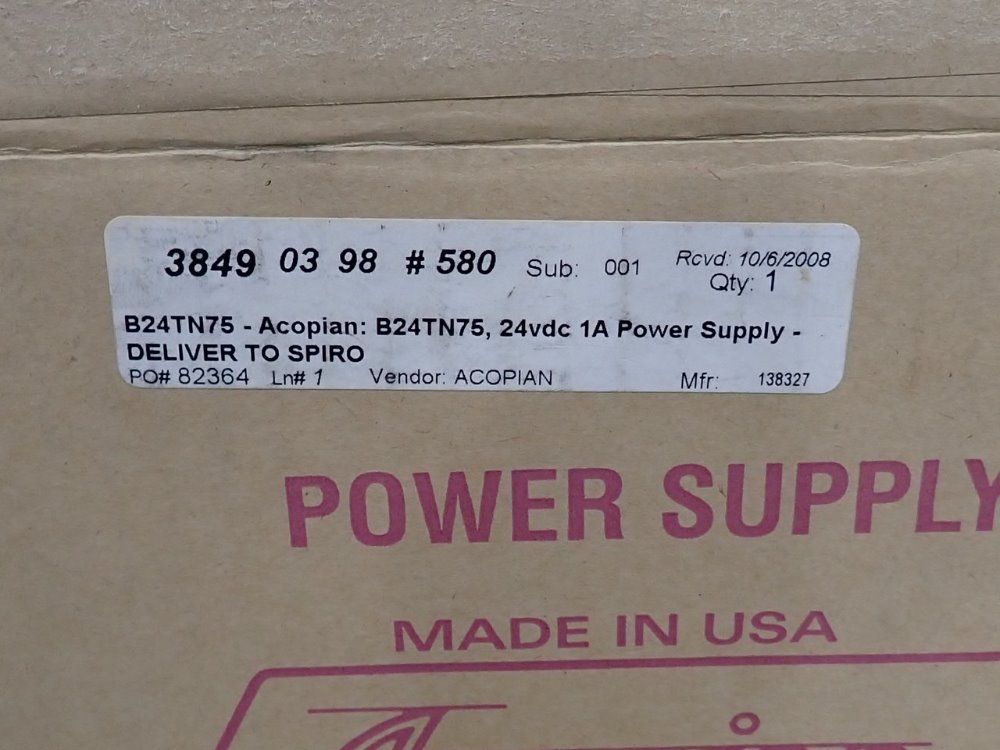 3849 03 98 # 580 Sub: 001 Rcvd: 10/6/2008
Qty: 1
B24TN75 - Acopian: B24TN75, 24vdc 1A Power Supply -
DELIVER TO SPIRO
PO# 82364 Ln# 1 Vendor: ACOPIAN Mfr: 138327
POWER SUPPLY
MADE IN USA